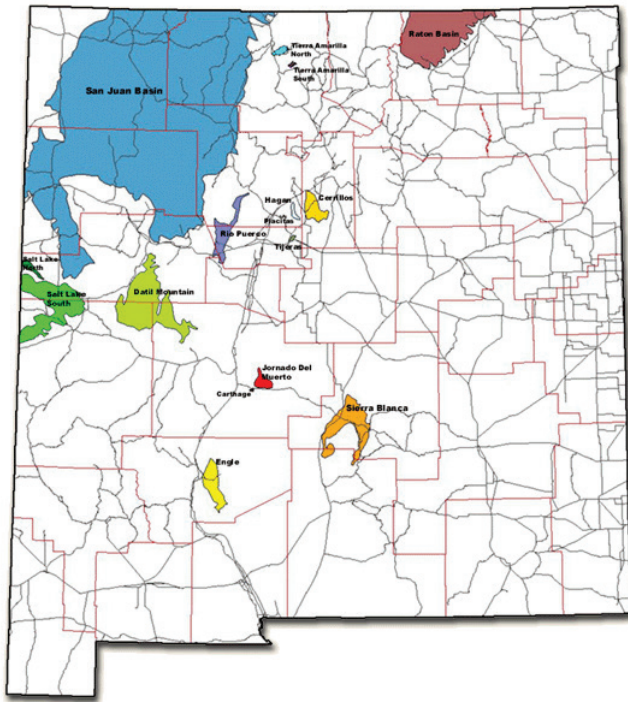 Tierra Amarilla
North
Raton Basin
Tierra Amarilla
South
San Juan Basin
Hagan
Cerrillos
Placitas
Rio Puerco
Tijeras
Salt Lake
North
Datil Mountain
Salt Lake
South
Jornado Del
Muerto
Carthage
Sierra Blanca
Engle